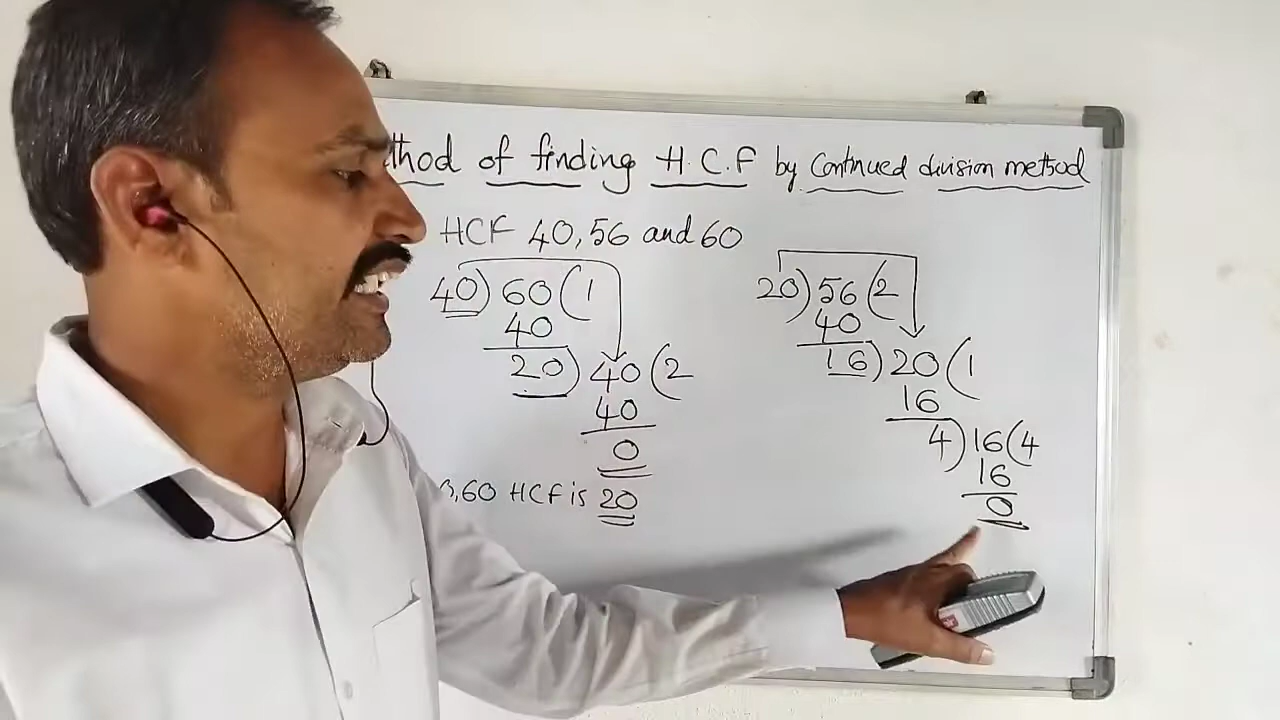 thod of finding H.C.F by Continued division method
HCF 40, 56 and 60
40) 60 (1
40
20) 40 (2
40
0
0,60 HCF is 20
20) 56 (2
40
16) 20 (1
16
4) 16 (4
16
0